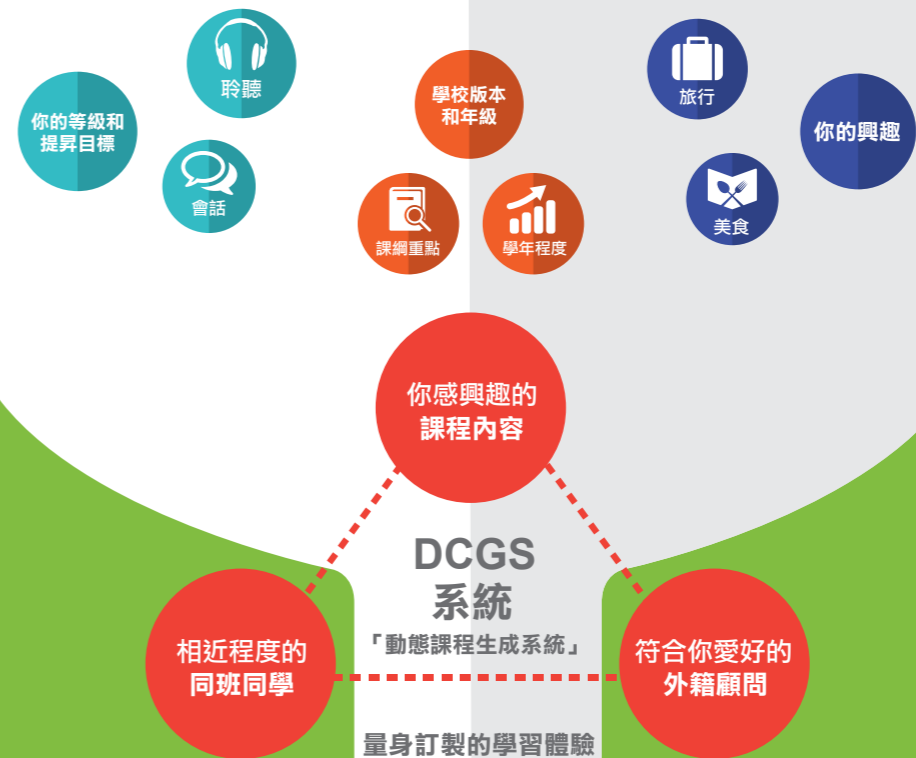 你的等級和
提昇目標
聆聽
會話
學校版本
和年級
課綱重點
學年程度
旅行
美食
你的興趣
你感興趣的
課程內容
DCGS
系統
「動態課程生成系統」
相近程度的
同班同學
符合你愛好的
外籍顧問
量身訂製的學習體驗